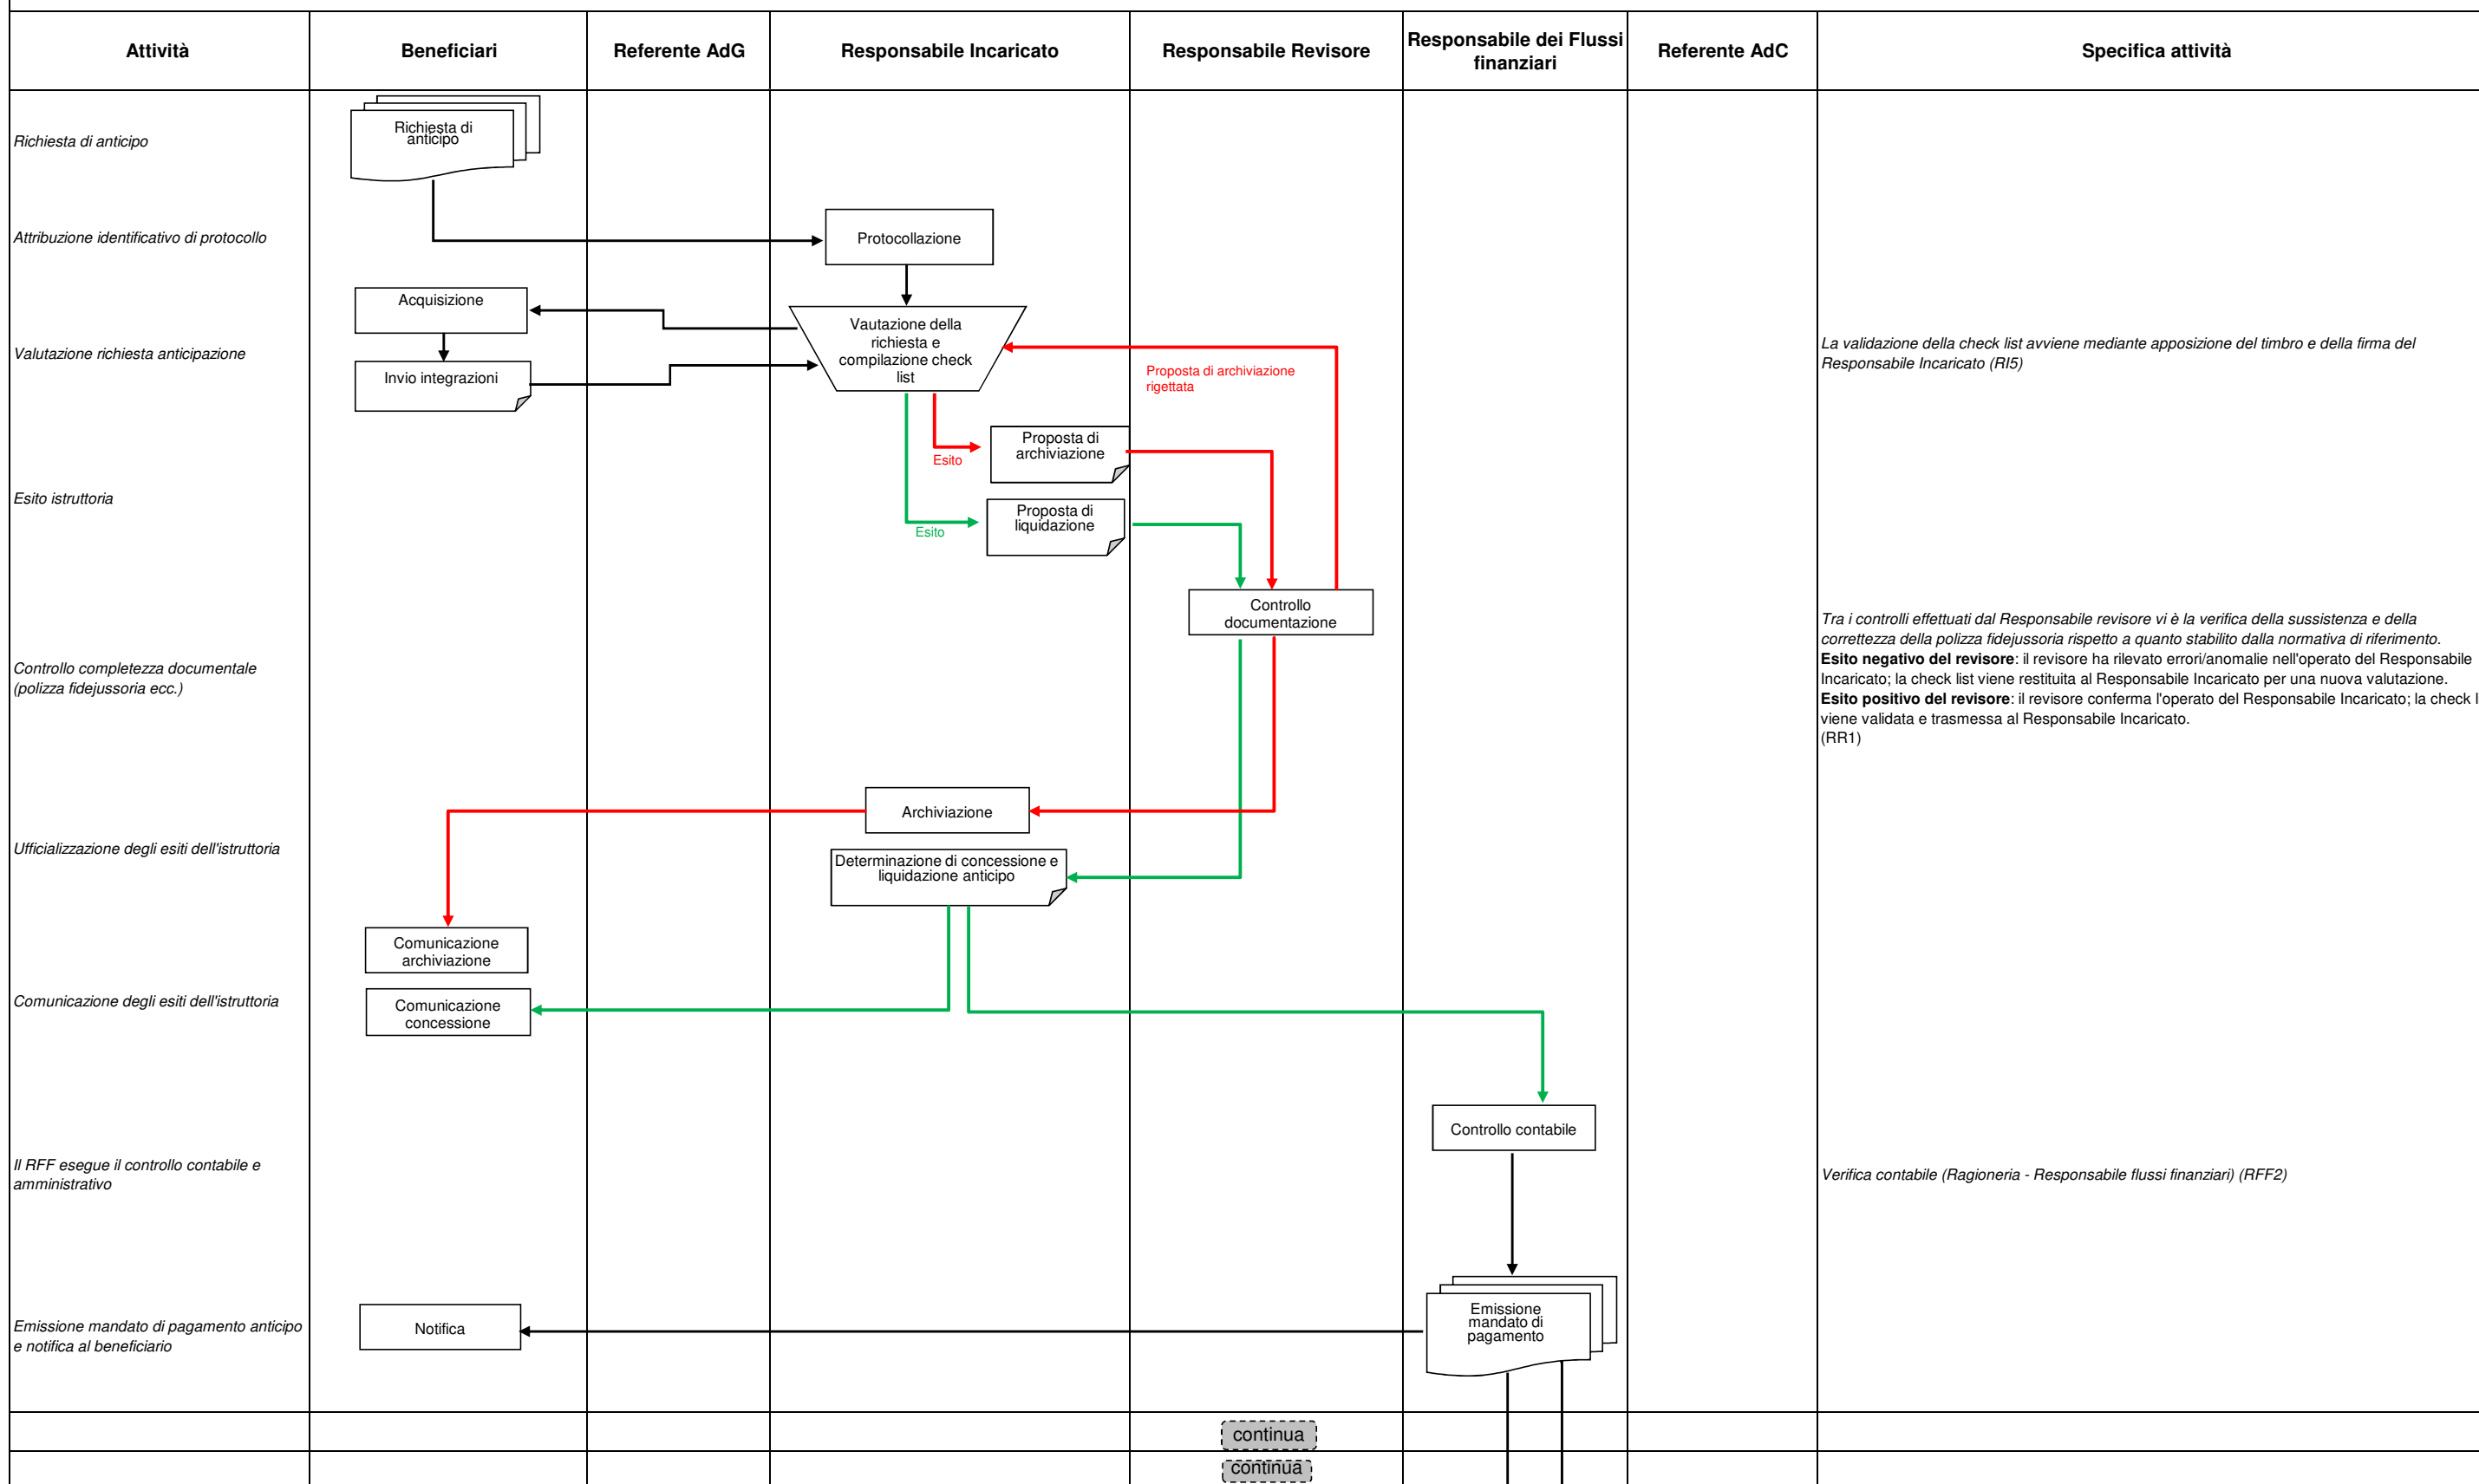 Attività
Beneficiari
Referente AdG
Responsabile Incaricato
Responsabile Revisore
Responsabile dei Flussi
finanziari
Referente AdC
Specifica attività
Richiesta di anticipo
Richiesta di
anticipo
Attribuzione identificativo di protocollo
Protocollazione
Valutazione richiesta anticipazione
Acquisizione
Invio integrazioni
Vautazione della
richiesta e
compilazione check
list
Proposta di archiviazione
rigettata
La validazione della check list avviene mediante apposizione del timbro e della firma del
Responsabile Incaricato (RI5)
Esito istruttoria
Esito
Proposta di
archiviazione
Esito
Proposta di
liquidazione
Controllo completezza documentale
(polizza fidejussoria ecc.)
Controllo
documentazione
Tra i controlli effettuati dal Responsabile revisore vi è la verifica della sussistenza e della
correttezza della polizza fidejussoria rispetto a quanto stabilito dalla normativa di riferimento.
Esito negativo del revisore: il revisore ha rilevato errori/anomalie nell'operato del Responsabile
Incaricato; la check list viene restituita al Responsabile Incaricato per una nuova valutazione.
Esito positivo del revisore: il revisore conferma l'operato del Responsabile Incaricato; la check l
viene validata e trasmessa al Responsabile Incaricato.
(RR1)
Ufficializzazione degli esiti dell'istruttoria
Archiviazione
Determinazione di concessione e
liquidazione anticipo
Comunicazione
archiviazione
Comunicazione degli esiti dell'istruttoria
Comunicazione
concessione
Il RFF esegue il controllo contabile e
amministrativo
Controllo contabile
Verifica contabile (Ragioneria - Responsabile flussi finanziari) (RFF2)
Emissione mandato di pagamento anticipo
e notifica al beneficiario
Notifica
Emissione
mandato di
pagamento
continua
continua